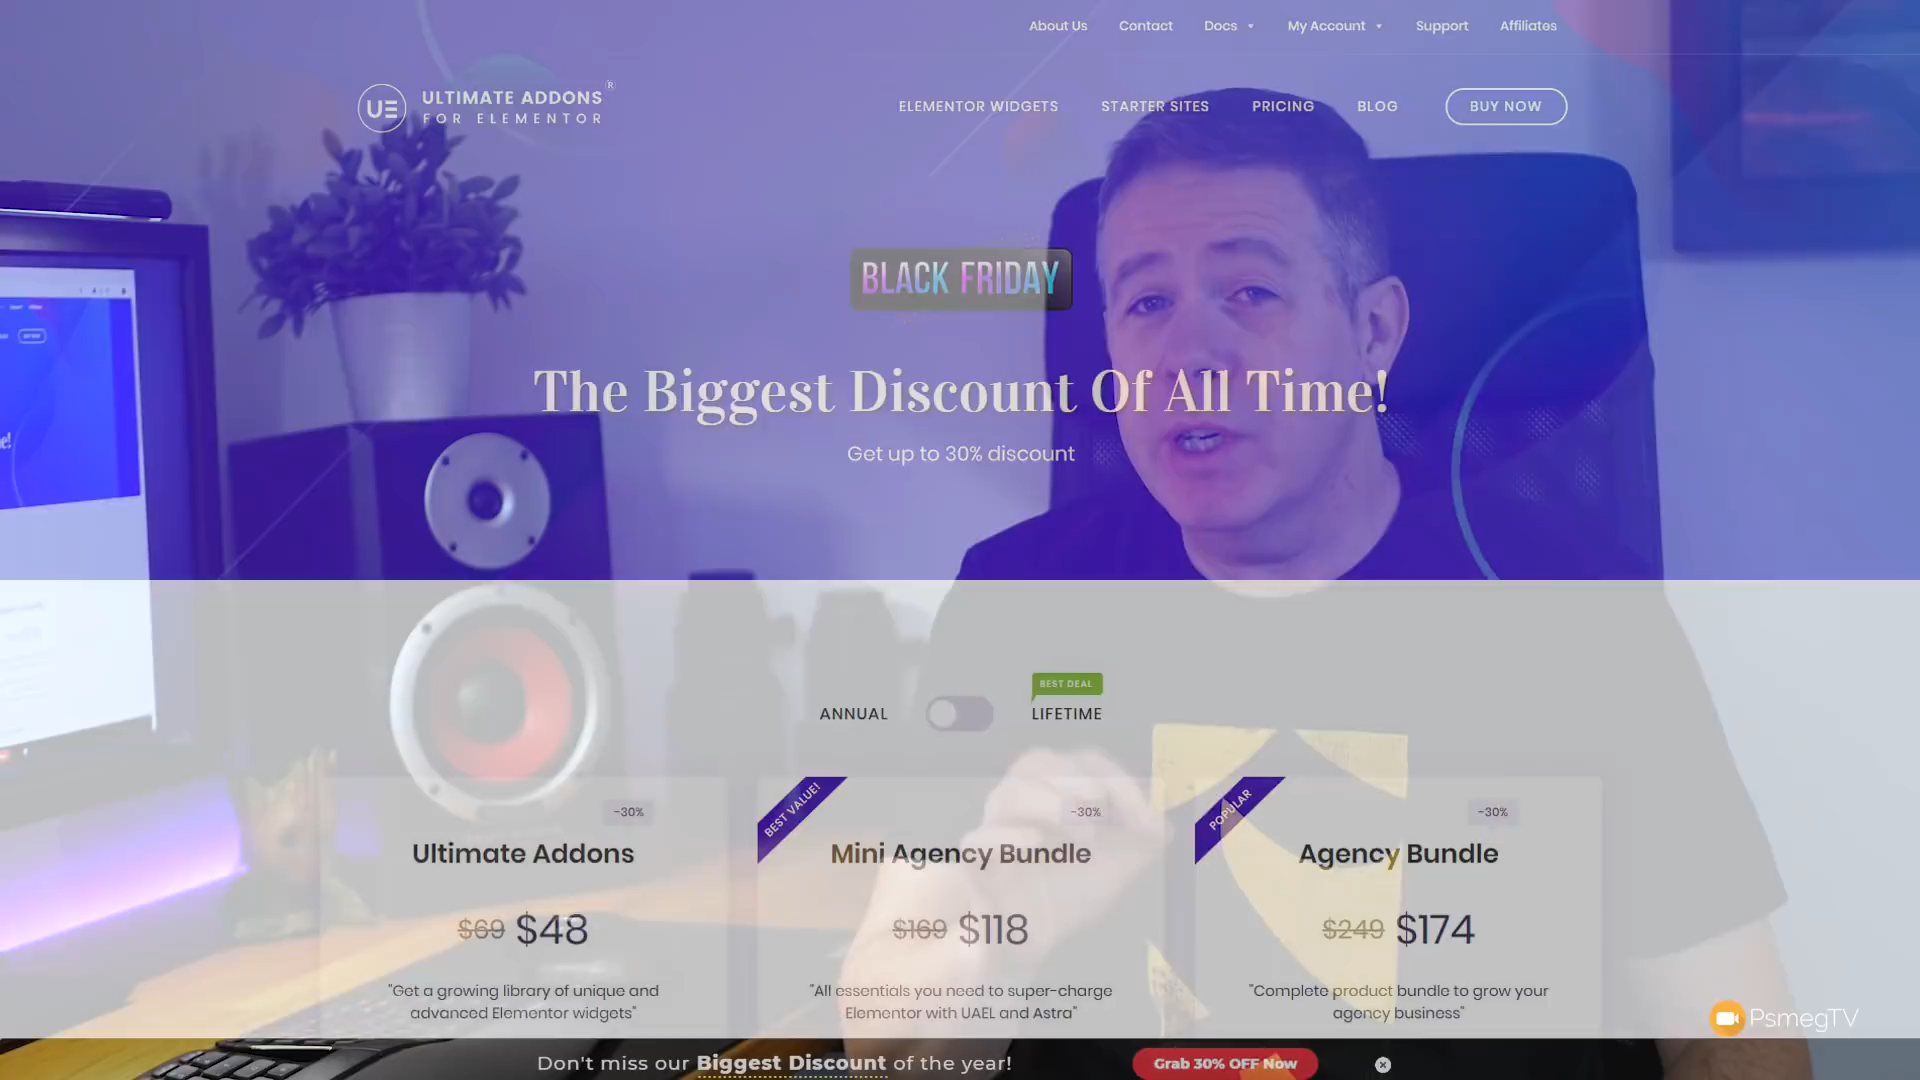 About Us Contact Docs My Account Support Affiliates
UE ULTIMATE ADDONS ®
FOR ELEMENTOR
ELEMENTOR WIDGETS STARTER SITES PRICING BLOG BUY NOW
BLACK FRIDAY
The Biggest Discount Of All Time!
Get up to 30% discount
BEST DEAL
ANNUAL LIFETIME
-30%
Ultimate Addons
$69 $48
"Get a growing library of unique and
advanced Elementor widgets"
BEST VALUE!
-30%
Mini Agency Bundle
$169 $118
"All essentials you need to super-charge
Elementor with UAEL and Astra"
POPULAR
-30%
Agency Bundle
$249 $174
"Complete product bundle to grow your
agency business"
PsmegTV
Don't miss our Biggest Discount of the year! Grab 30% OFF Now